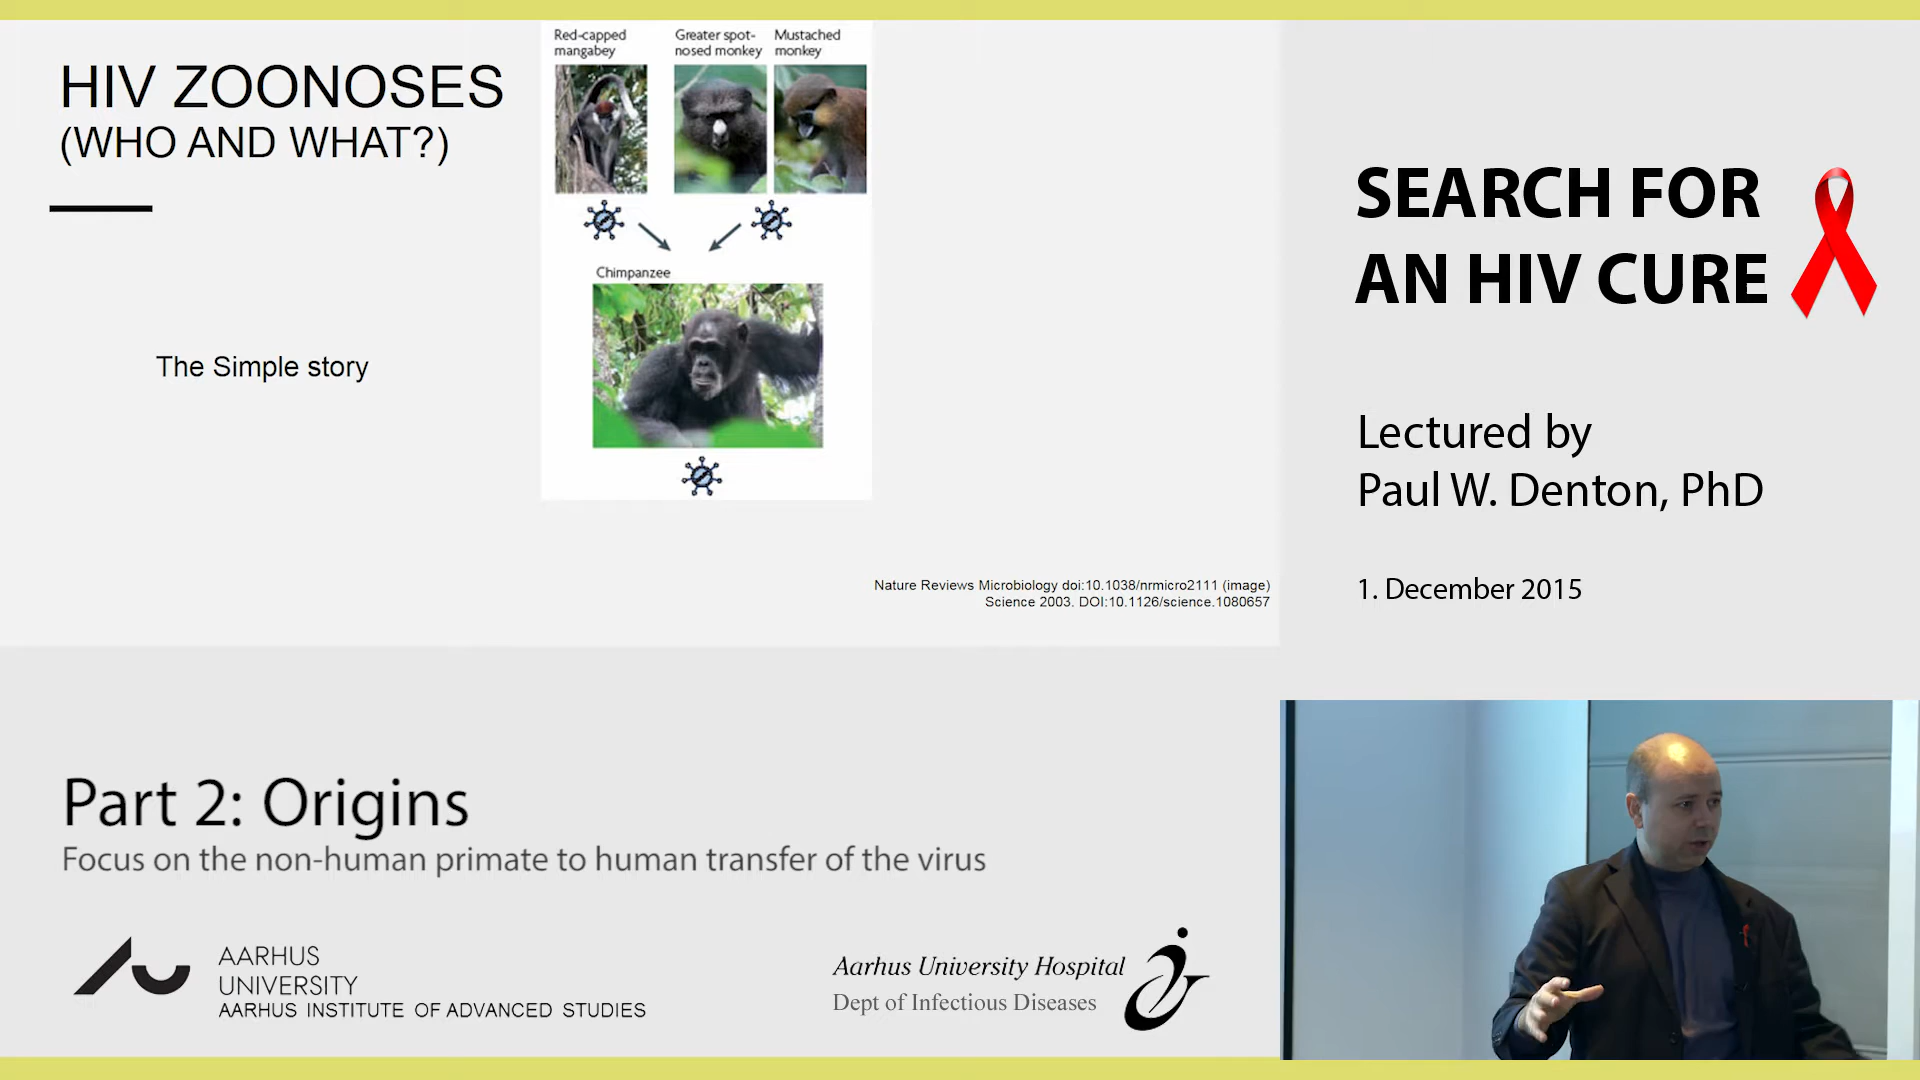 HIV ZOONOSES
(WHO AND WHAT?)
The Simple story
Red-capped
mangabey
Greater spot-
nosed monkey
Mustached
monkey
Chimpanzee
Nature Reviews Microbiology doi:10.1038/nrmicro2111 (image)
Science 2003. DOI:10.1126/science.1080657
SEARCH FOR
AN HIV CURE
Lectured by
Paul W. Denton, PhD
1. December 2015
Part 2: Origins
Focus on the non-human primate to human transfer of the virus
AARHUS
UNIVERSITY
AARHUS INSTITUTE OF ADVANCED STUDIES
Aarhus University Hospital
Dept of Infectious Diseases